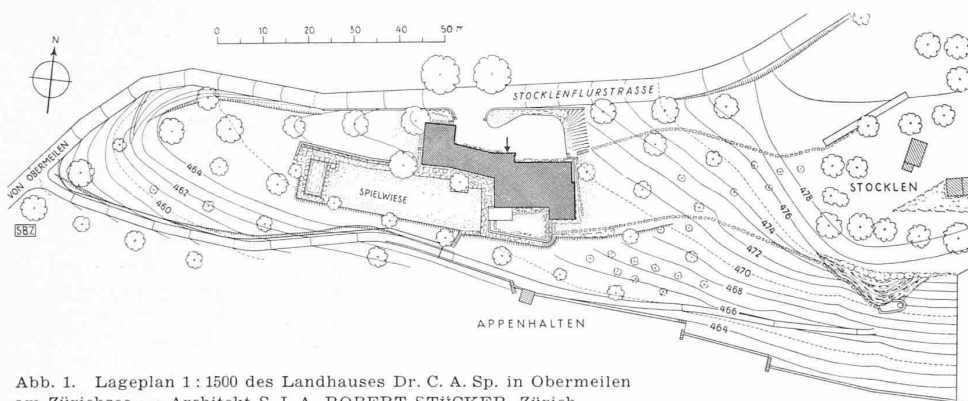 0 10 20 30 40 50 m
N
STOCKLENFLURSTRASSE
VON OBERMEILEN
464
462
460
SPIELWIESE
STOCKLEN
478
476
474
472
470
468
466
464
SBZ
APPENHALTEN
Abb. 1. Lageplan 1 : 1500 des Landhauses Dr. C. A. Sp. in Obermeilen
am Zürichsee. Architekt S. I. A. ROBERT STÜCKER, Zürich